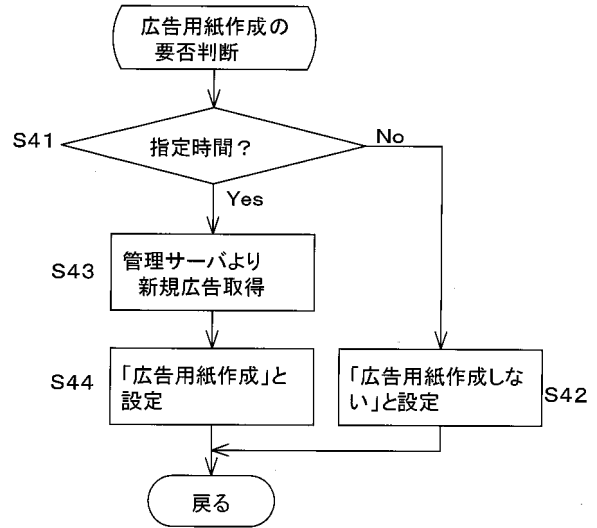 広告用紙作成の
要否判断
S41
指定時間？
No
Yes
S43
管理サーバより
新規広告取得
S44
「広告用紙作成」と
設定
「広告用紙作成しな
い」と設定
S42
戻る